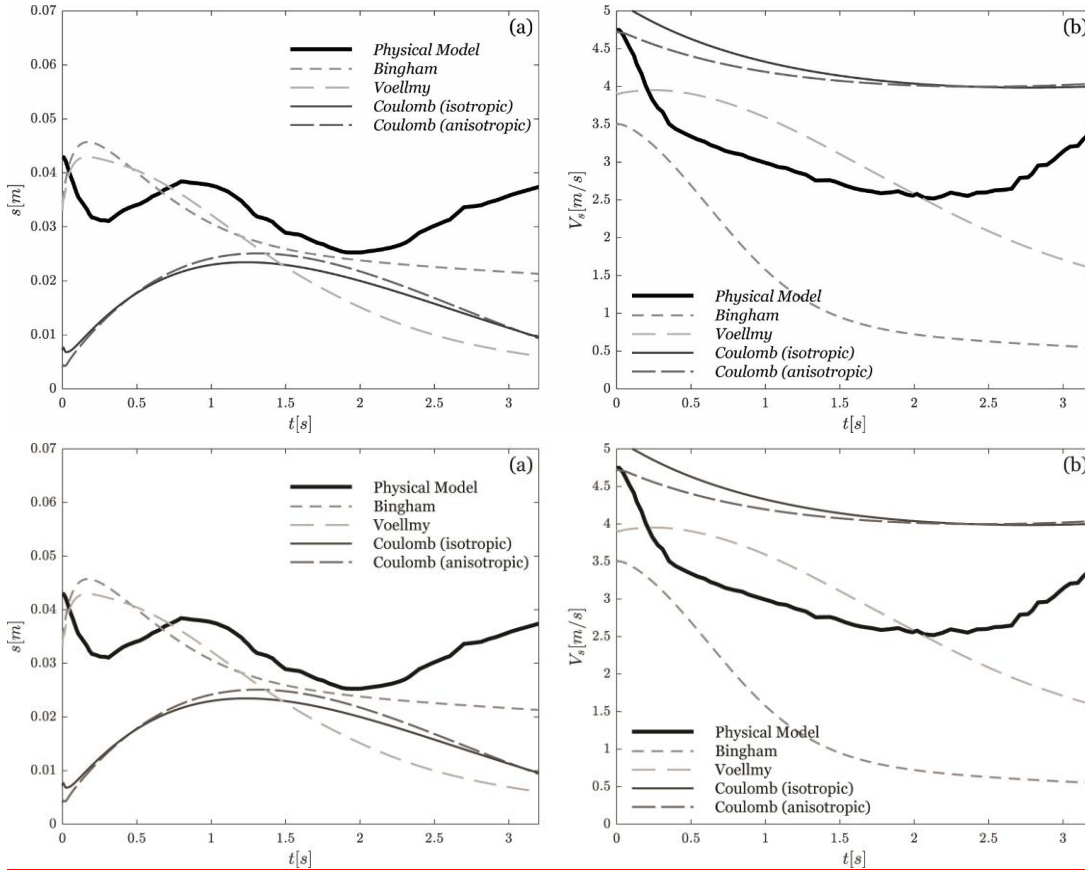 (a)
0.07
0.06
0.05
0.04
0.03
0.02
0.01
0
s[m]
Physical Model
Bingham
Voellmy
Coulomb (isotropic)
Coulomb (anisotropic)
0 0.5 1 1.5 2 2.5 3
t[s]
(b)
5
4.5
4
3.5
3
2.5
2
1.5
1
0.5
0
Vs[m/s]
Physical Model
Bingham
Voellmy
Coulomb (isotropic)
Coulomb (anisotropic)
0 0.5 1 1.5 2 2.5 3
t[s]
(a)
0.07
0.06
0.05
0.04
0.03
0.02
0.01
0
s[m]
Physical Model
Bingham
Voellmy
Coulomb (isotropic)
Coulomb (anisotropic)
0 0.5 1 1.5 2 2.5 3
t[s]
(b)
5
4.5
4
3.5
3
2.5
2
1.5
1
0.5
0
Vs[m/s]
Physical Model
Bingham
Voellmy
Coulomb (isotropic)
Coulomb (anisotropic)
0 0.5 1 1.5 2 2.5 3
t[s]